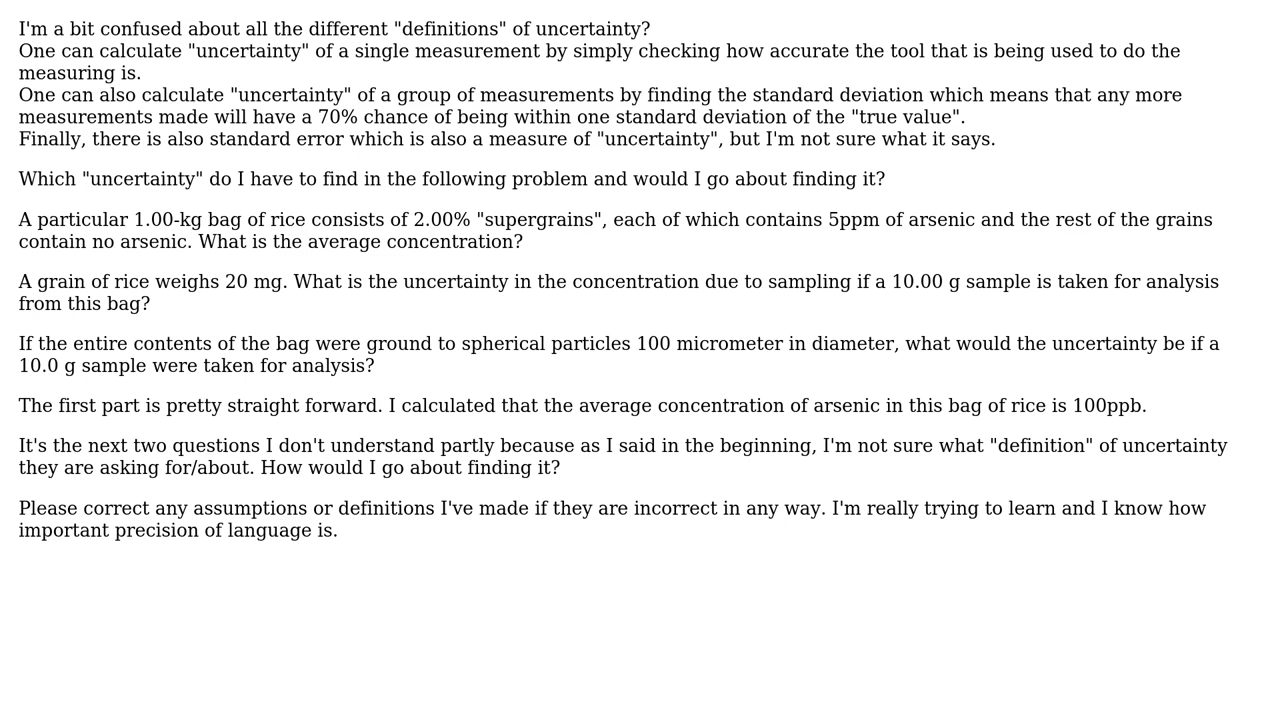 I'm a bit confused about all the different "definitions" of uncertainty?
One can calculate "uncertainty" of a single measurement by simply checking how accurate the tool that is being used to do the
measuring is.
One can also calculate "uncertainty" of a group of measurements by finding the standard deviation which means that any more
measurements made will have a 70% chance of being within one standard deviation of the "true value".
Finally, there is also standard error which is also a measure of "uncertainty", but I'm not sure what it says.
Which "uncertainty" do I have to find in the following problem and would I go about finding it?
A particular 1.00-kg bag of rice consists of 2.00% "supergrains", each of which contains 5ppm of arsenic and the rest of the grains
contain no arsenic. What is the average concentration?
A grain of rice weighs 20 mg. What is the uncertainty in the concentration due to sampling if a 10.00 g sample is taken for analysis
from this bag?
If the entire contents of the bag were ground to spherical particles 100 micrometer in diameter, what would the uncertainty be if a
10.0 g sample were taken for analysis?
The first part is pretty straight forward. I calculated that the average concentration of arsenic in this bag of rice is 100ppb.
It's the next two questions I don't understand partly because as I said in the beginning, I'm not sure what "definition" of uncertainty
they are asking for/about. How would I go about finding it?
Please correct any assumptions or definitions I've made if they are incorrect in any way. I'm really trying to learn and I know how
important precision of language is.